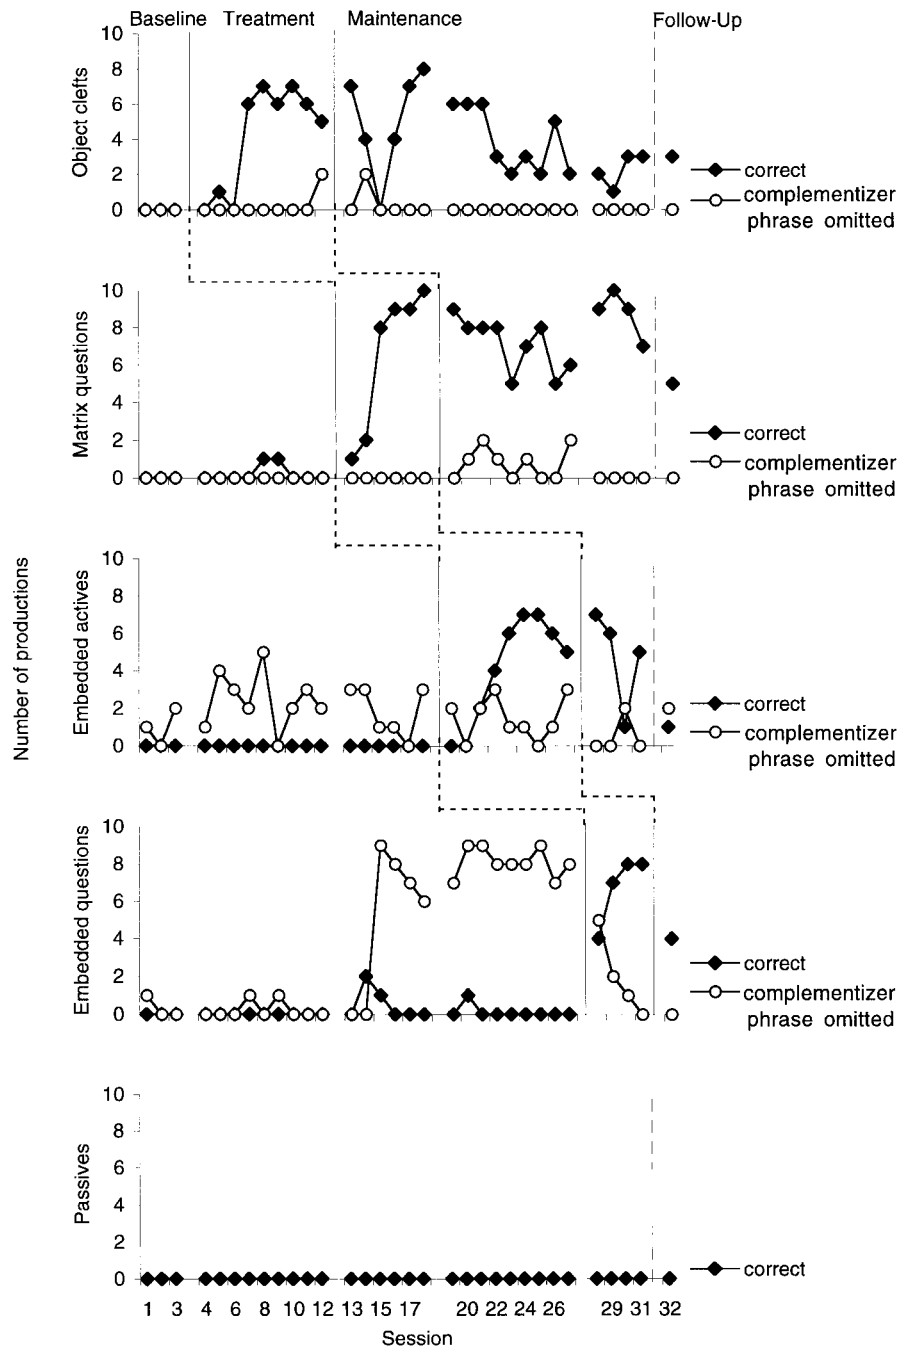 Baseline Treatment Maintenance Follow-Up
Number of productions
Object clefts
10
8
6
4
2
0
correct
complementizer
phrase omitted
Matrix questions
10
8
6
4
2
0
correct
complementizer
phrase omitted
Embedded actives
10
8
6
4
2
0
correct
complementizer
phrase omitted
Embedded questions
10
8
6
4
2
0
correct
complementizer
phrase omitted
Passives
10
8
6
4
2
0
correct
1 3 4 6 8 10 12 13 15 17 20 22 24 26 29 31 32
Session